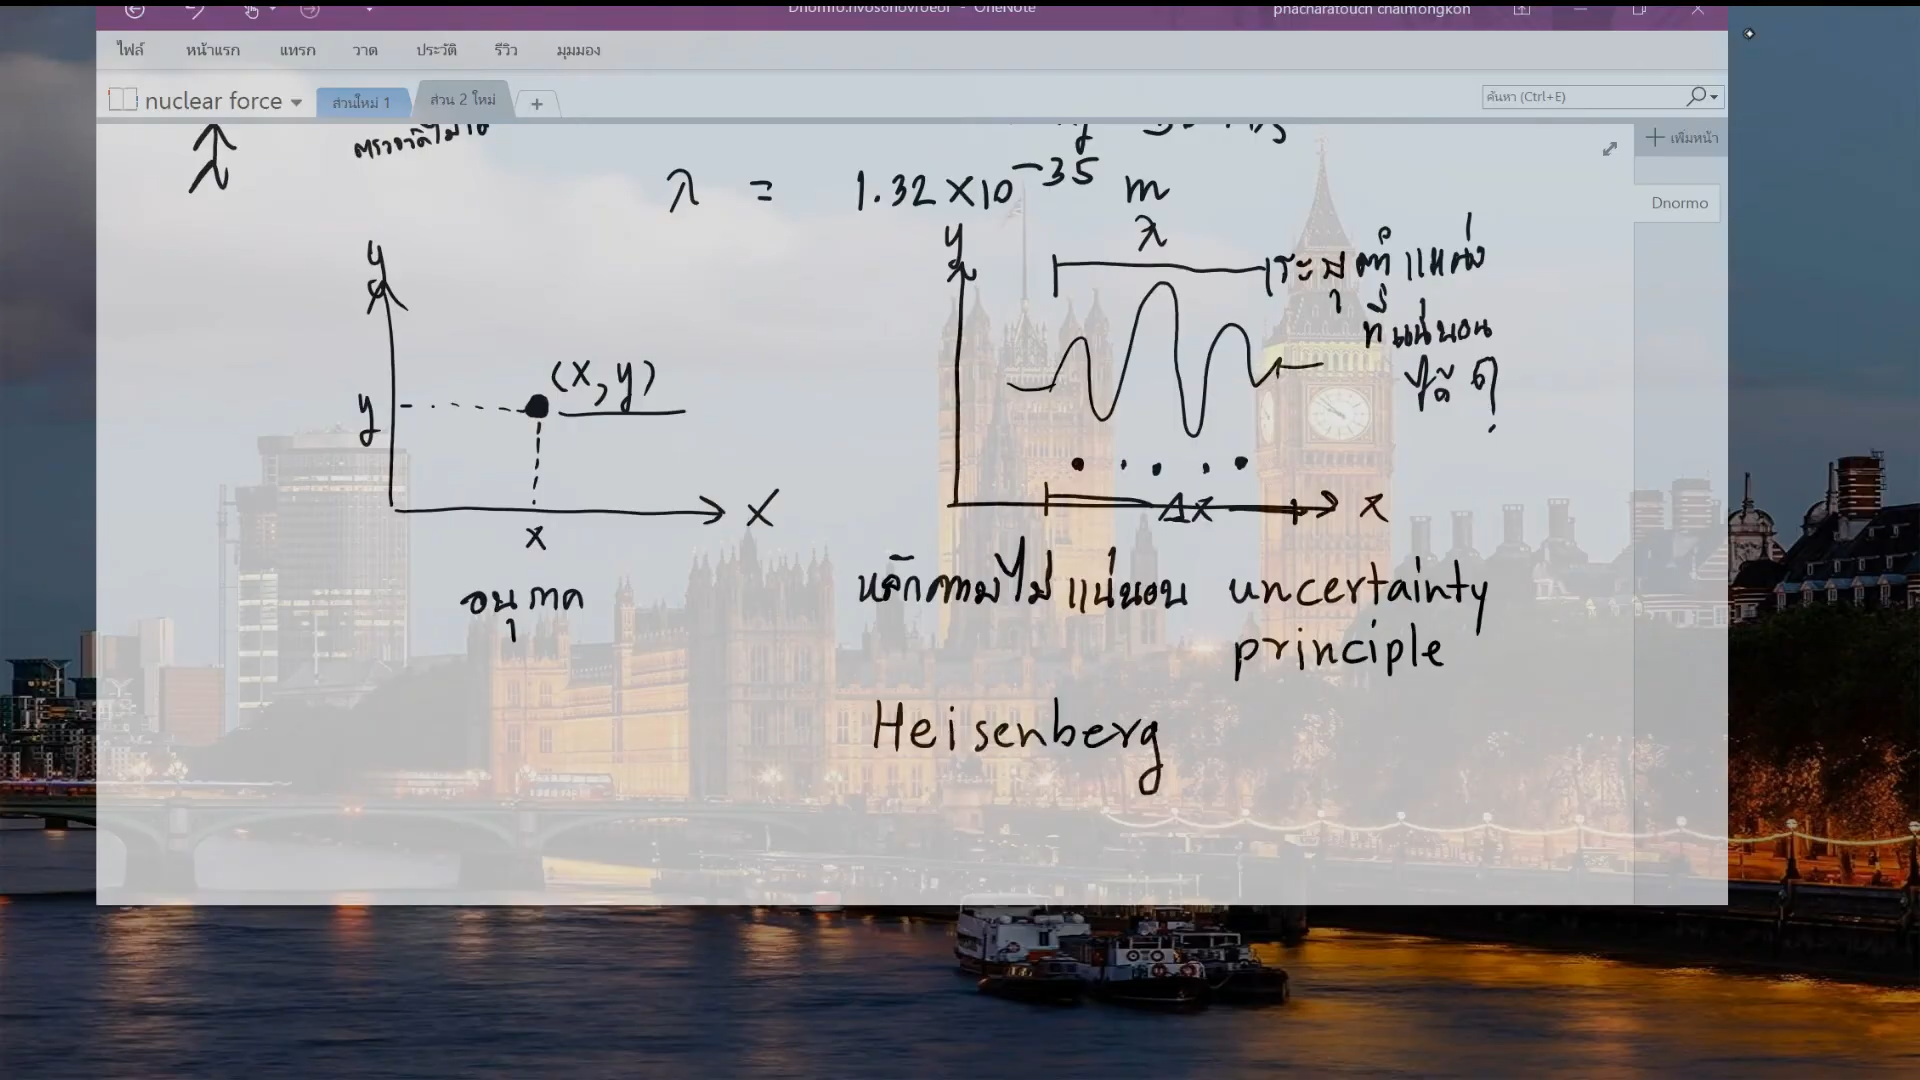 phacharatouch chaimongkon
ไฟล์ หน้าแรก แทรก วาด ประวัติ รีวิว มุมมอง
nuclear force ส่วนใหม่ 1 ส่วน 2 ใหม่ + ค้นหา (Ctrl+E)
เพิ่มหน้า
Dnormo
λ = 1.32 × 10⁻³⁵ m
y
(x,y)
y
x
x
อนุภาค
y
λ
ระบุตำแหน่ง
ที่แน่นอน
ได้ ?
Δx
x
หลักความไม่แน่นอน uncertainty
principle
Heisenberg